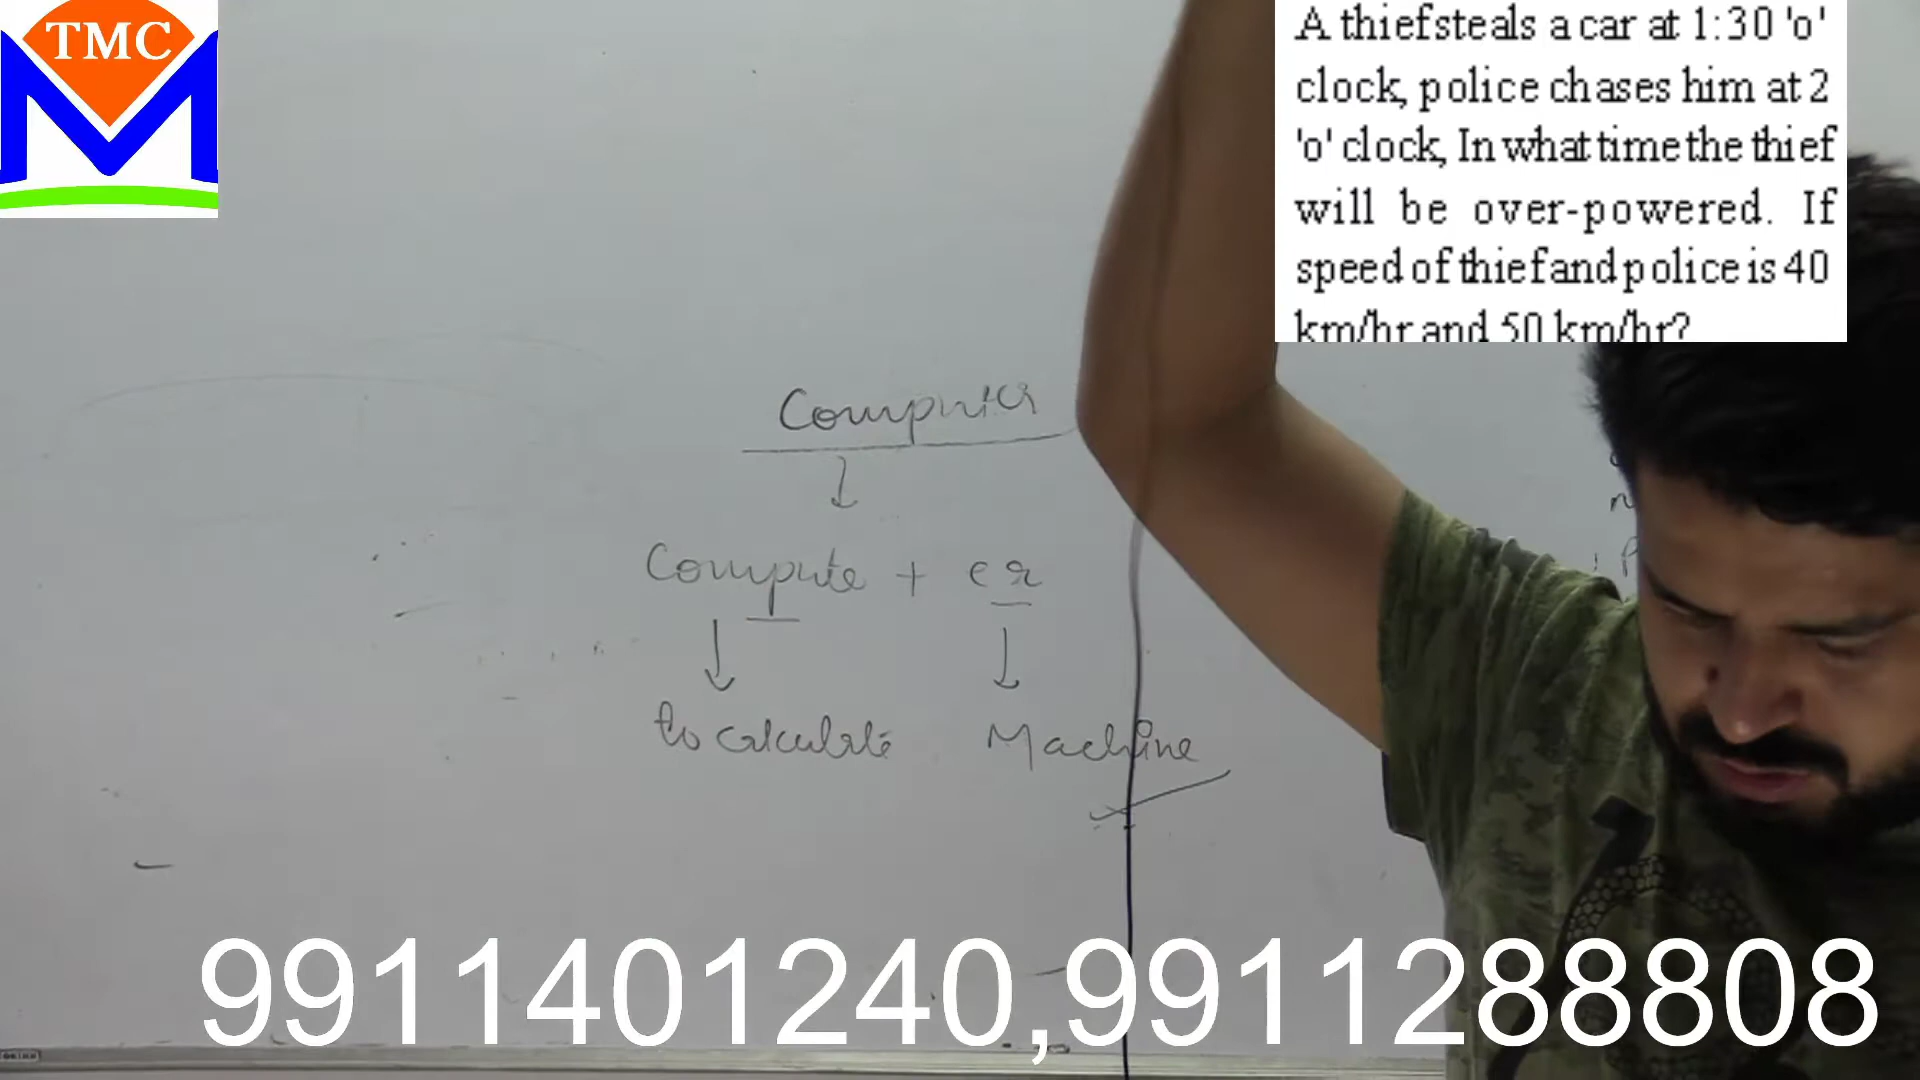 TMC
A thief steals a car at 1:30 'o'
clock, police chases him at 2
'o' clock, In what time the thief
will be over-powered. If
speed of thief and police is 40
km/hr and 50 km/hr?
Computer
Compute + er
to calculate Machine
9911401240,9911288808